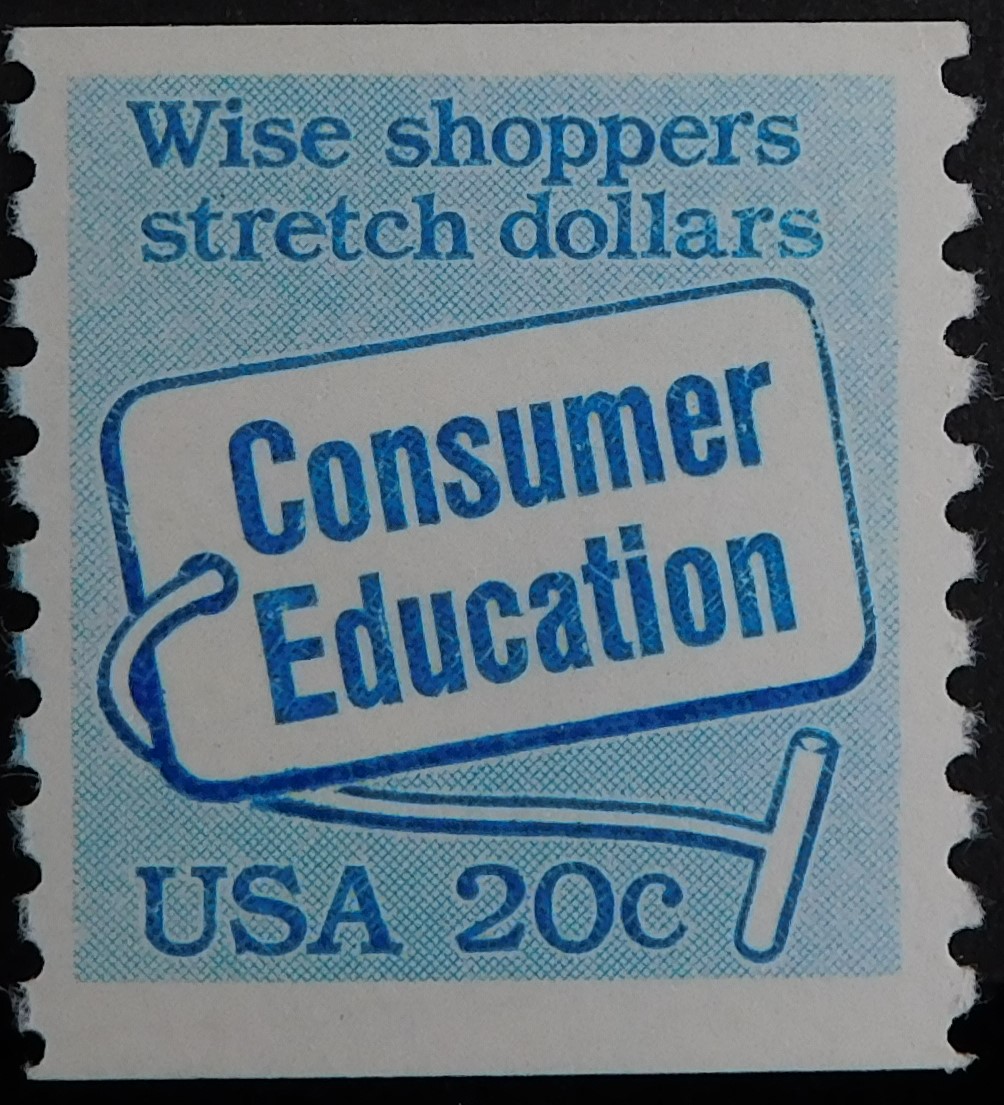 Wise shoppers
stretch dollars
Consumer
Education
USA 20c